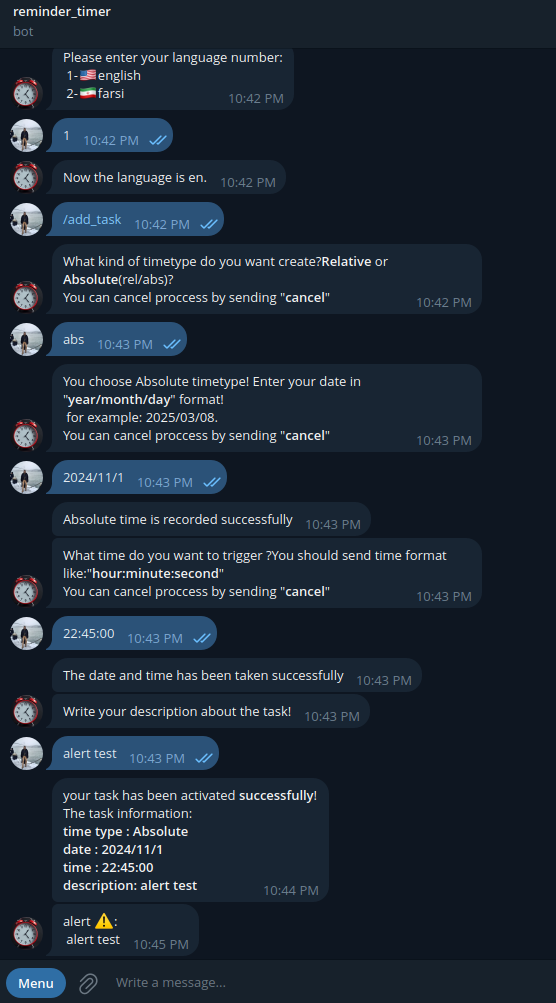 reminder_timer
bot
Please enter your language number:
1-🇺🇸english
2-🇮🇷farsi
10:42 PM
1 10:42 PM
Now the language is en. 10:42 PM
/add_task 10:42 PM
What kind of timetype do you want create?Relative or
Absolute(rel/abs)?
You can cancel proccess by sending "cancel"
10:42 PM
abs 10:43 PM
You choose Absolute timetype! Enter your date in
"year/month/day" format!
for example: 2025/03/08.
You can cancel proccess by sending "cancel"
10:43 PM
2024/11/1 10:43 PM
Absolute time is recorded successfully 10:43 PM
What time do you want to trigger ?You should send time format
like:"hour:minute:second"
You can cancel proccess by sending "cancel"
10:43 PM
22:45:00 10:43 PM
The date and time has been taken successfully 10:43 PM
Write your description about the task! 10:43 PM
alert test 10:43 PM
your task has been activated successfully!
The task information:
time type : Absolute
date : 2024/11/1
time : 22:45:00
description: alert test
10:44 PM
alert ⚠️:
alert test 10:45 PM
Menu Write a message...